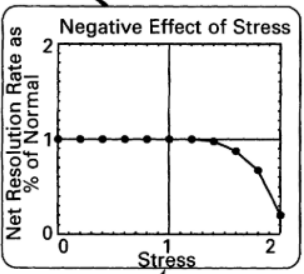 Negative Effect of Stress
Net Resolution Rate as
% of Normal
2
1
0
0
1
2
Stress